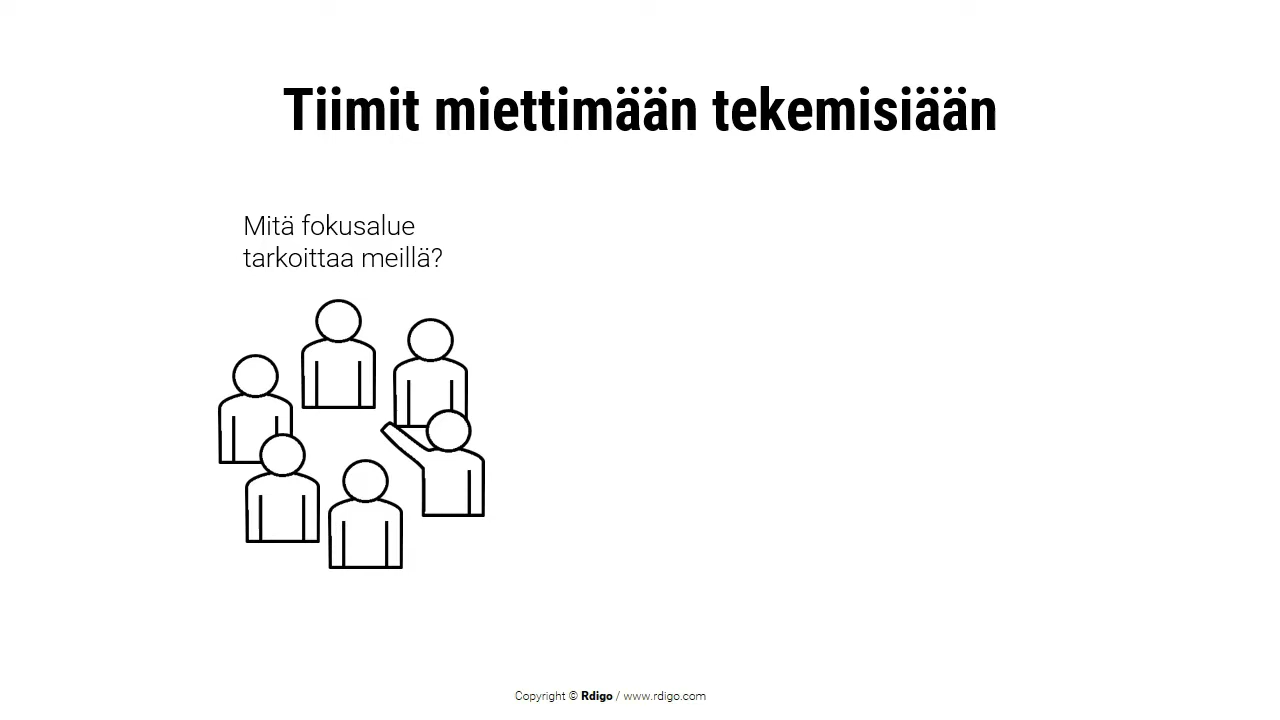 Tiimit miettimään tekemisiään
Mitä fokusalue
tarkoittaa meillä?
Copyright © Rdigo / www.rdigo.com